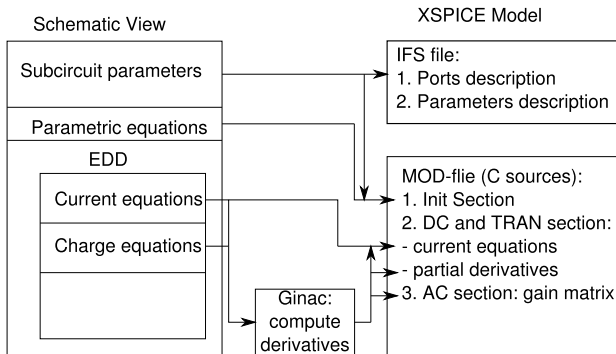 Schematic View
XSPICE Model
Subcircuit parameters
Parametric equations
EDD
Current equations
Charge equations
Ginac:
compute
derivatives
IFS file:
1. Ports description
2. Parameters description
MOD-flie (C sources):
1. Init Section
2. DC and TRAN section:
- current equations
- partial derivatives
3. AC section: gain matrix